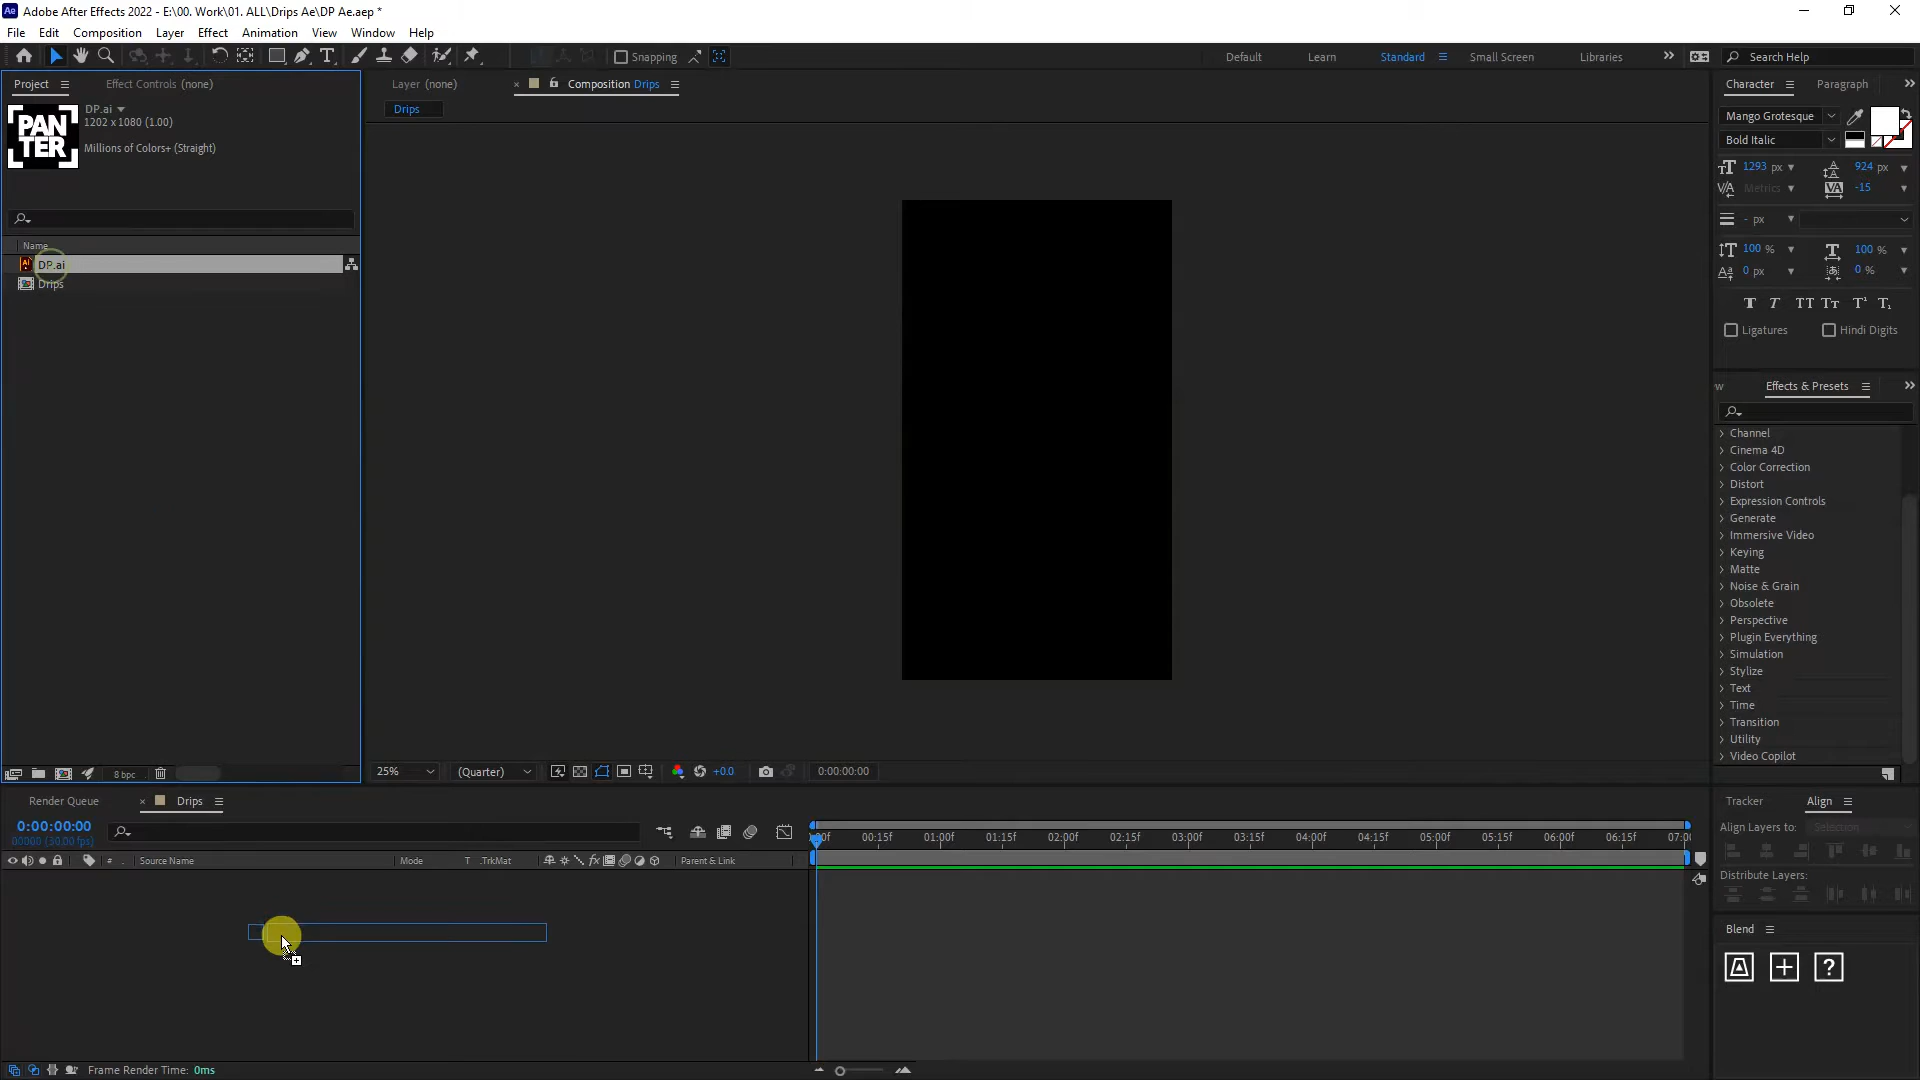 Adobe After Effects 2022 - E:\00. Work\01. ALL\Drips Ae\DP Ae.aep *
File Edit Composition Layer Effect Animation View Window Help
Snapping
Default Learn Standard Small Screen Libraries
Search Help
Project Effect Controls (none)
Layer (none)
Composition Drips
Drips
DP.ai
1202 x 1080 (1.00)
Millions of Colors+ (Straight)
PAN
TER
Name
DP.ai
Drips
8 bpc
25%
(Quarter)
+0.0
0:00:00:00
Character Paragraph
Mango Grotesque
Bold Italic
1293 px
924 px
Metrics
-15
- px
100 %
100 %
0 px
0 %
Ligatures
Hindi Digits
Effects & Presets
Channel
Cinema 4D
Color Correction
Distort
Expression Controls
Generate
Immersive Video
Keying
Matte
Noise & Grain
Obsolete
Perspective
Plugin Everything
Simulation
Stylize
Text
Time
Transition
Utility
Video Copilot
Render Queue
Drips
0:00:00:00
00000 (30.00 fps)
# Source Name Mode T .TrkMat Parent & Link
00f 00:15f 01:00f 01:15f 02:00f 02:15f 03:00f 03:15f 04:00f 04:15f 05:00f 05:15f 06:00f 06:15f 07:0
Frame Render Time: 0ms
Tracker Align
Align Layers to: Selection
Distribute Layers:
Blend